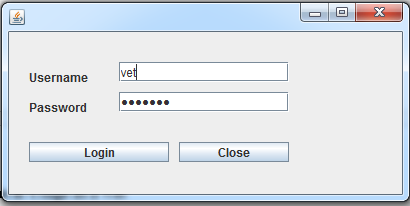 Username vet
Password •••••••
Login Close